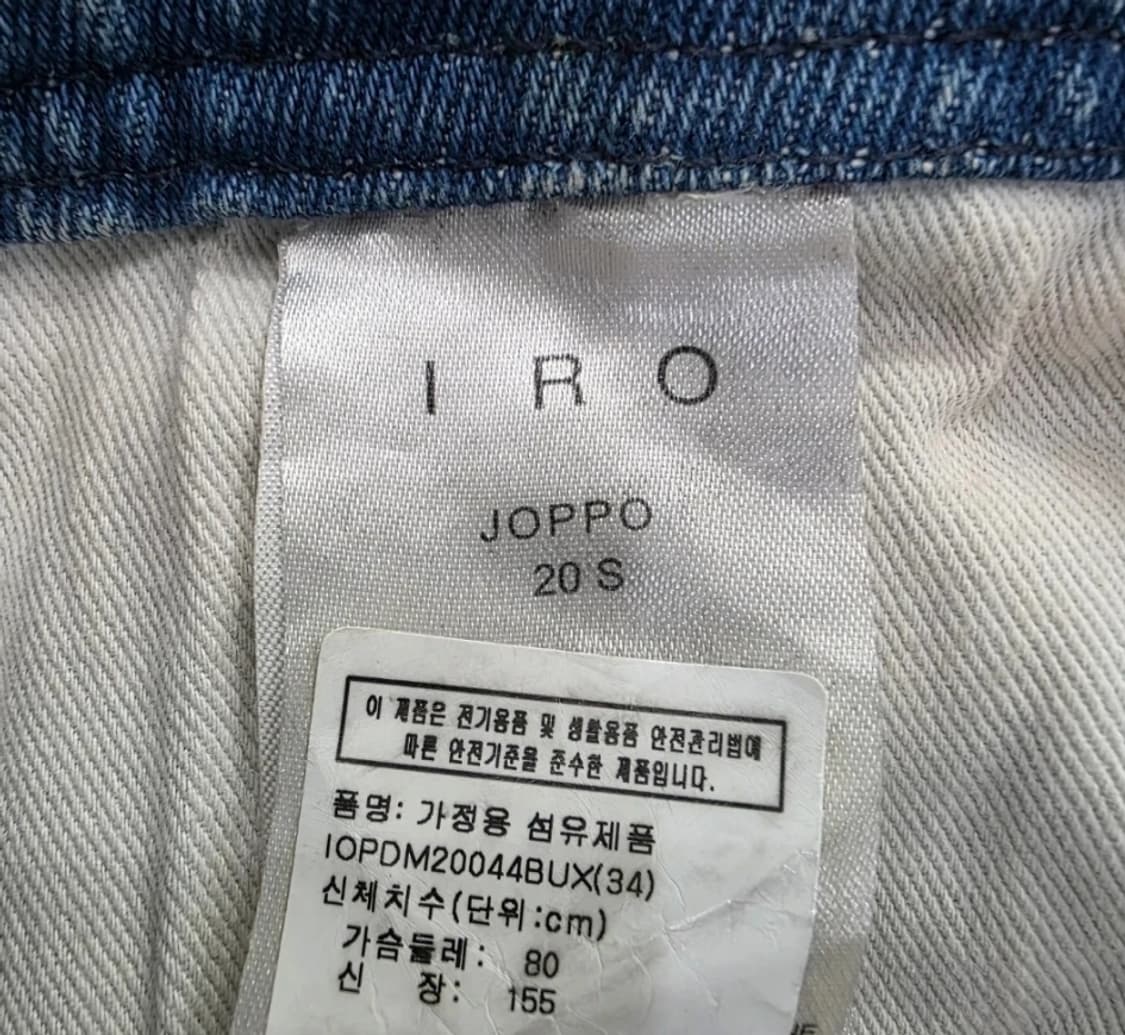 I R O
JOPPO
20 S
이 제품은 전기용품 및 생활용품 안전관리법에
따른 안전기준을 준수한 제품입니다.
품명: 가정용 섬유제품
IOPDM20044BUX(34)
신체치수(단위:cm)
가슴둘레: 80
신 장: 155